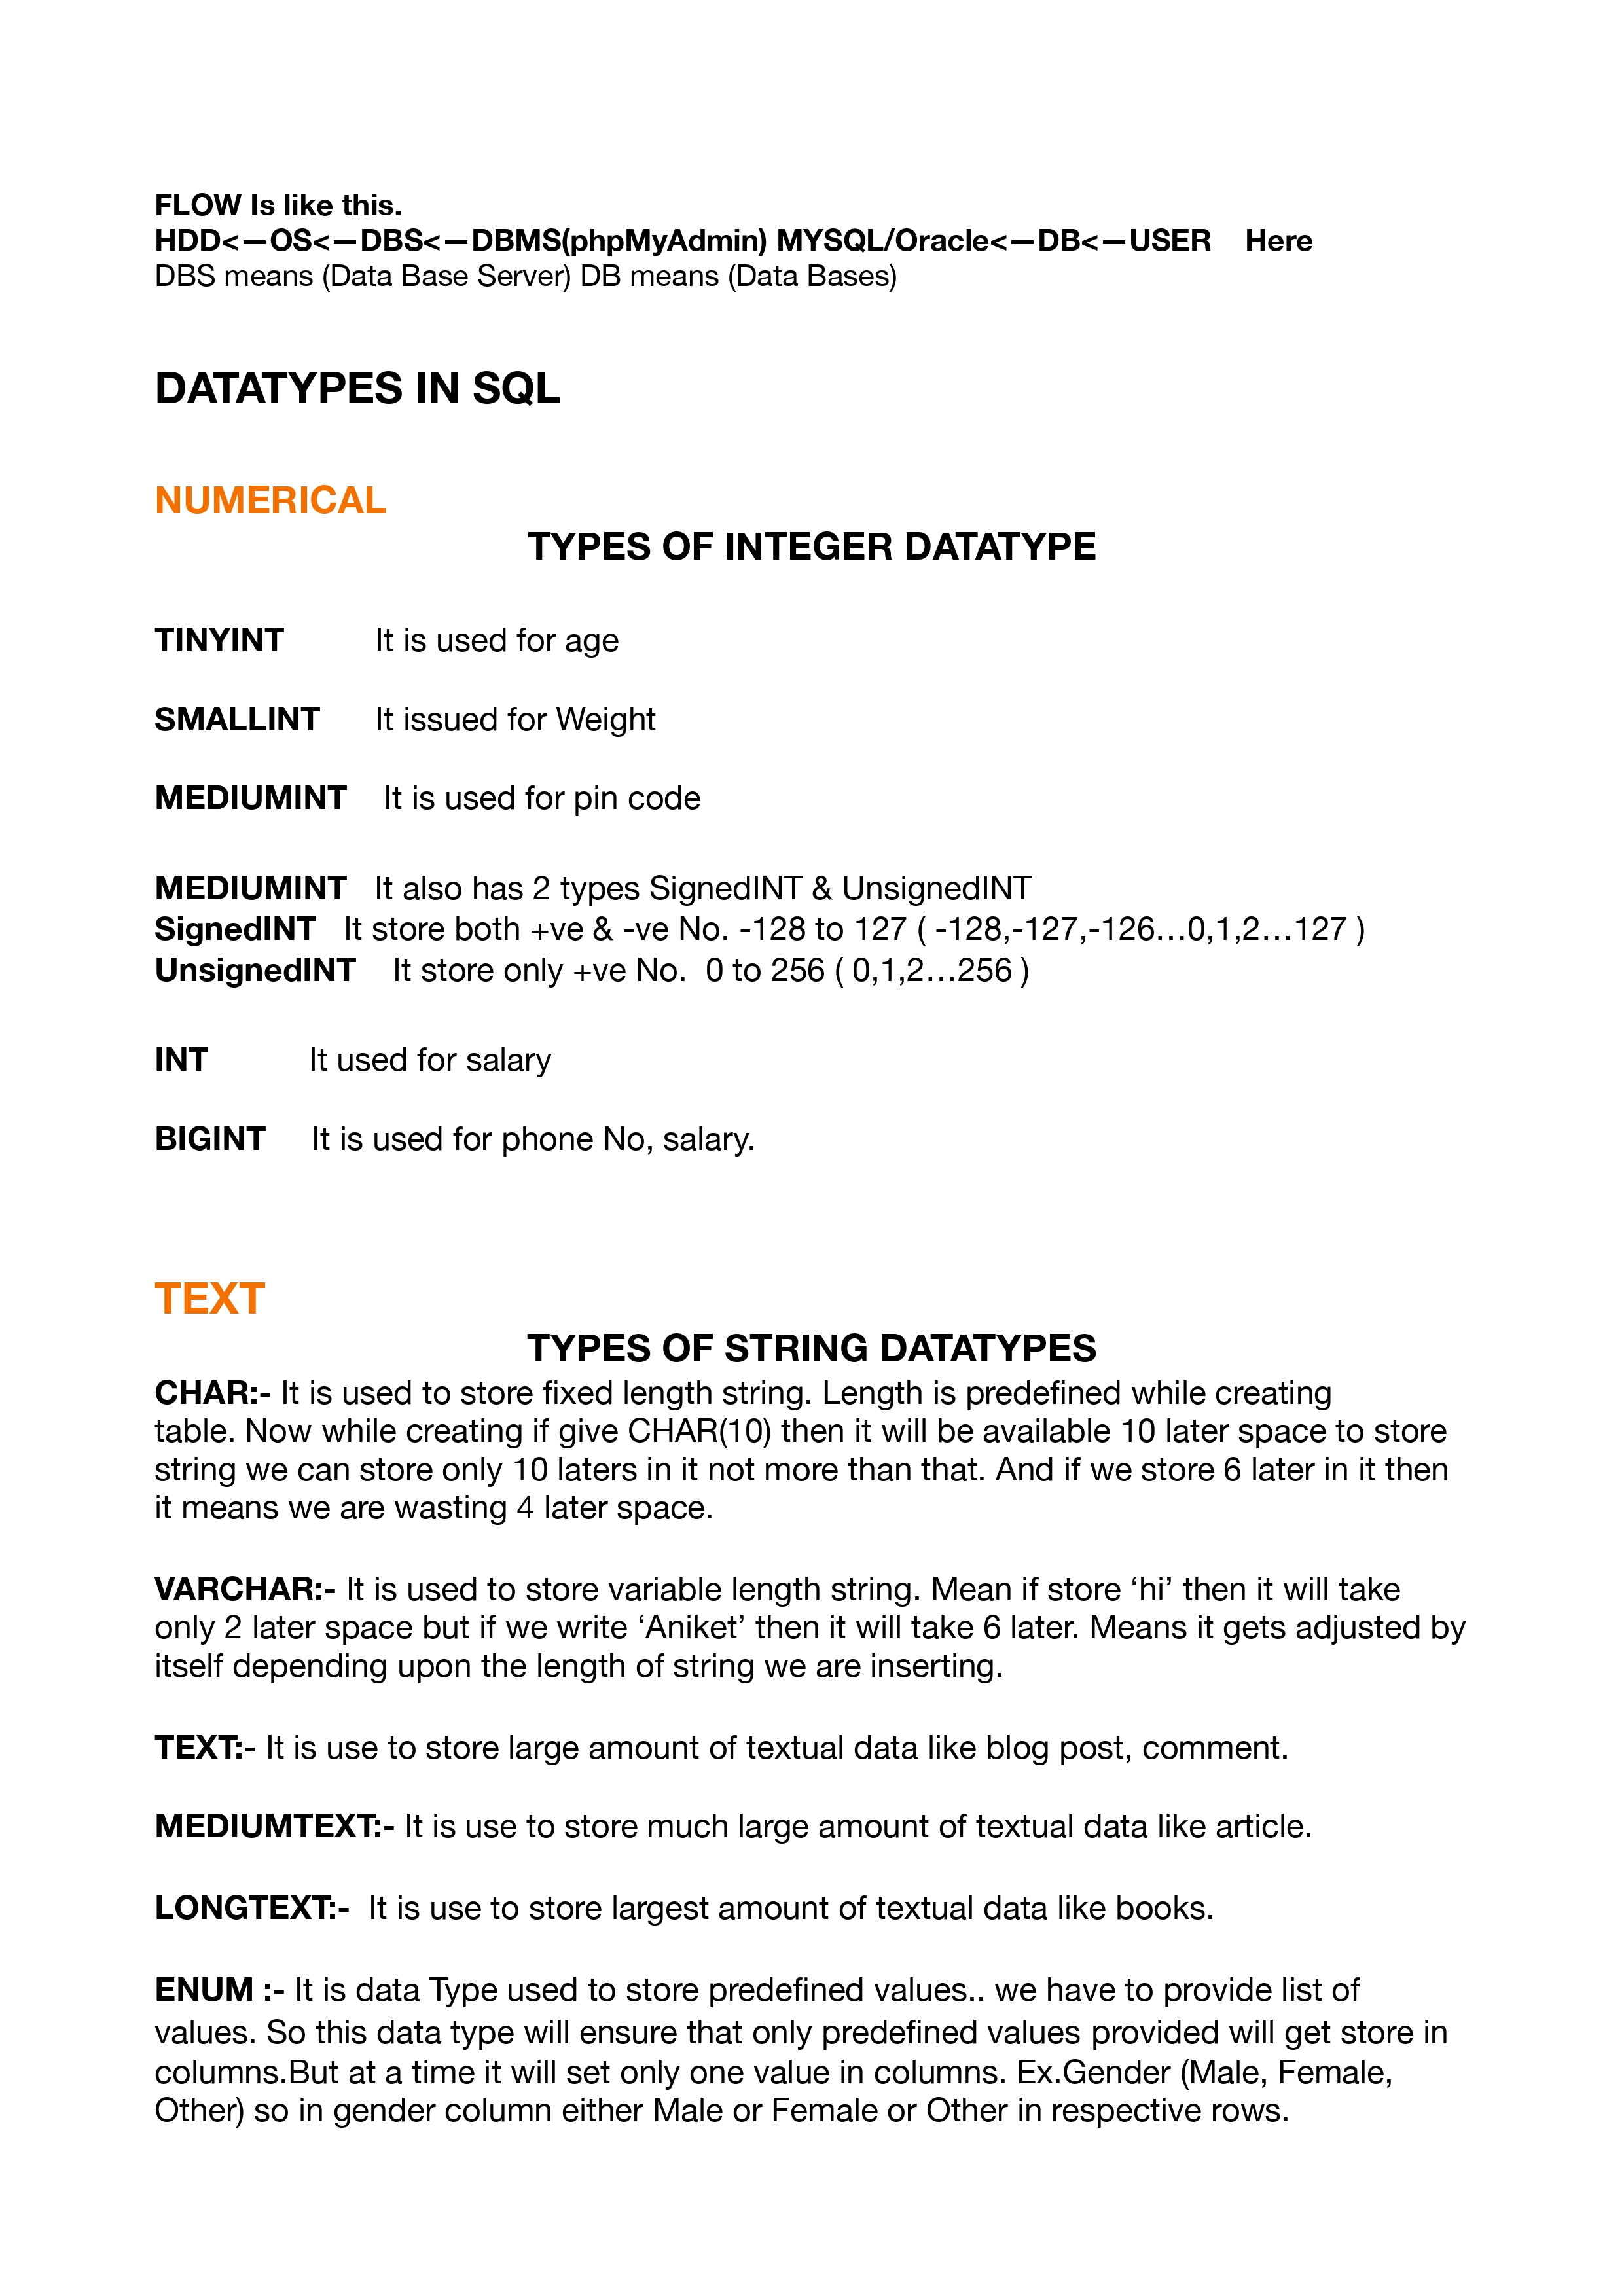 FLOW Is like this.
HDD<—OS<—DBS<—DBMS(phpMyAdmin) MYSQL/Oracle<—DB<—USER Here
DBS means (Data Base Server) DB means (Data Bases)
DATATYPES IN SQL
NUMERICAL
TYPES OF INTEGER DATATYPE
TINYINT It is used for age
SMALLINT It issued for Weight
MEDIUMINT It is used for pin code
MEDIUMINT It also has 2 types SignedINT & UnsignedINT
SignedINT It store both +ve & -ve No. -128 to 127 ( -128,-127,-126…0,1,2…127 )
UnsignedINT It store only +ve No. 0 to 256 ( 0,1,2…256 )
INT It used for salary
BIGINT It is used for phone No, salary.
TEXT
TYPES OF STRING DATATYPES
CHAR:- It is used to store fixed length string. Length is predefined while creating
table. Now while creating if give CHAR(10) then it will be available 10 later space to store
string we can store only 10 laters in it not more than that. And if we store 6 later in it then
it means we are wasting 4 later space.
VARCHAR:- It is used to store variable length string. Mean if store ‘hi’ then it will take
only 2 later space but if we write ‘Aniket’ then it will take 6 later. Means it gets adjusted by
itself depending upon the length of string we are inserting.
TEXT:- It is use to store large amount of textual data like blog post, comment.
MEDIUMTEXT:- It is use to store much large amount of textual data like article.
LONGTEXT:- It is use to store largest amount of textual data like books.
ENUM :- It is data Type used to store predefined values.. we have to provide list of
values. So this data type will ensure that only predefined values provided will get store in
columns.But at a time it will set only one value in columns. Ex.Gender (Male, Female,
Other) so in gender column either Male or Female or Other in respective rows.